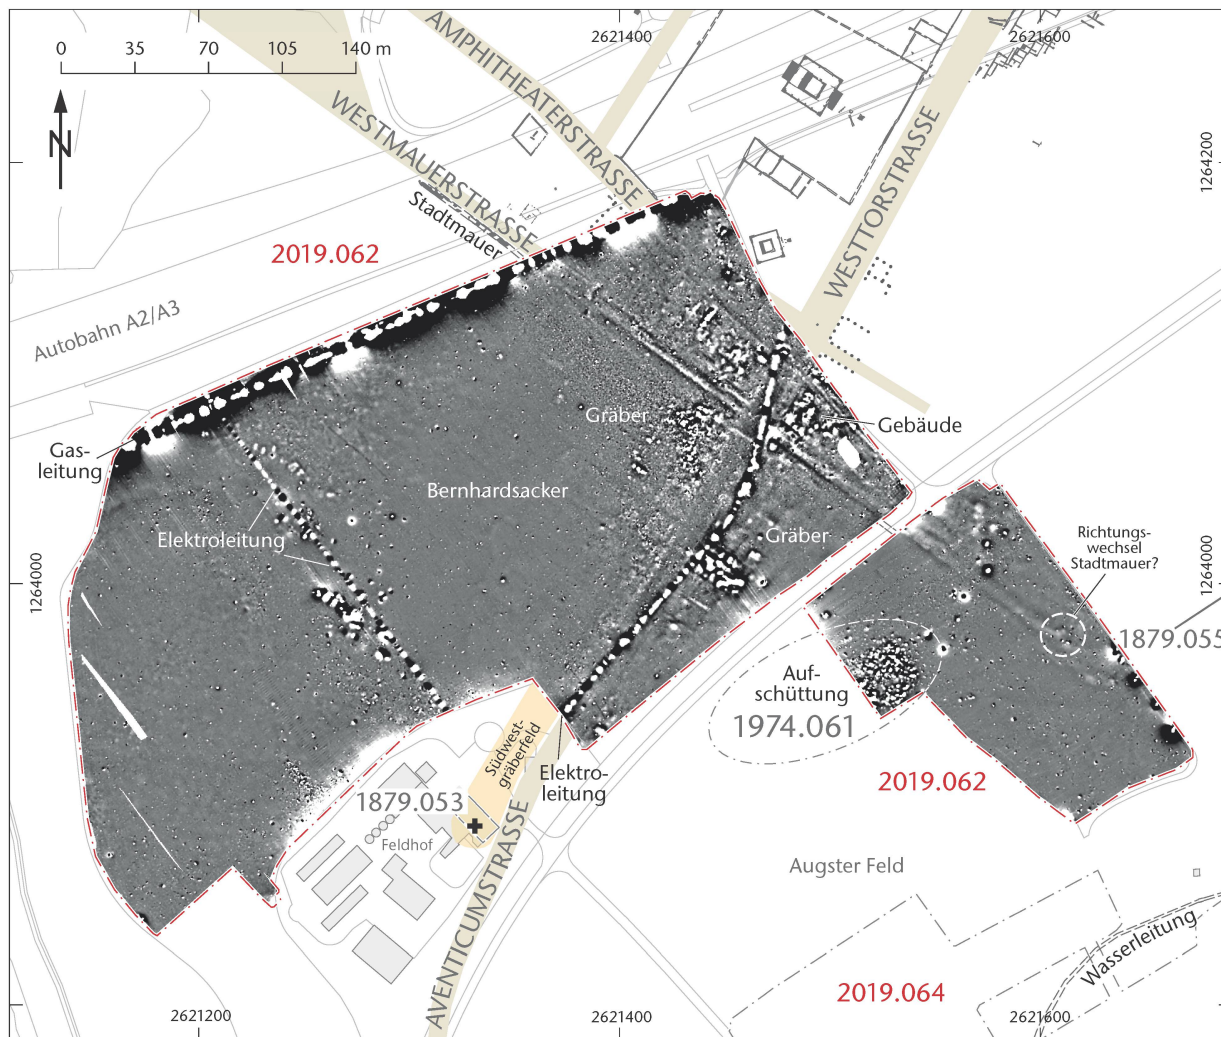 0 35 70 105 140 m
N
2621400
2621600
AMPHITHEATERSTRASSE
WESTMAUERSTRASSE
WESTTORSTRASSE
1264200
Stadtmauer
2019.062
Autobahn A2/A3
Gräber
Gebäude
Gas-
leitung
Bernhardsacker
Elektroleitung
Gräber
Richtungs-
wechsel
Stadtmauer?
1264000
1264000
1879.055
Auf-
schüttung
1974.061
Südwest-
gräberfeld
Elektro-
leitung
2019.062
1879.053
Feldhof
AVENTICUMSTRASSE
Augster Feld
Wasserleitung
2019.064
2621200
2621400
2621600